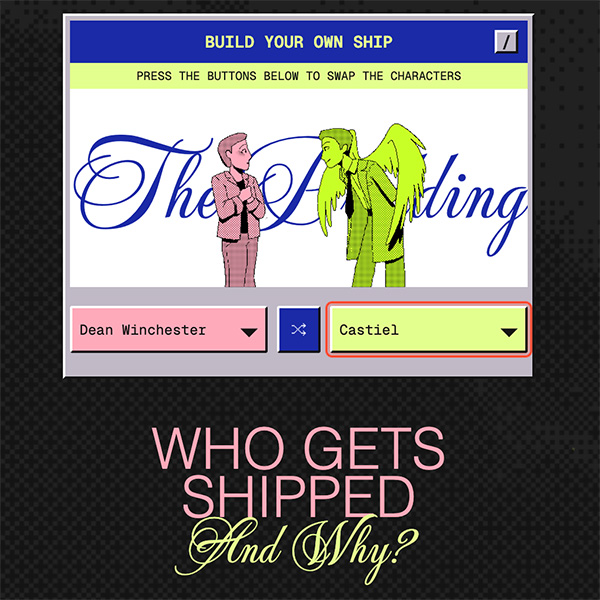 BUILD YOUR OWN SHIP
/
PRESS THE BUTTONS BELOW TO SWAP THE CHARACTERS
The
Dean Winchester
Castiel
WHO GETS
SHIPPED
And Why?